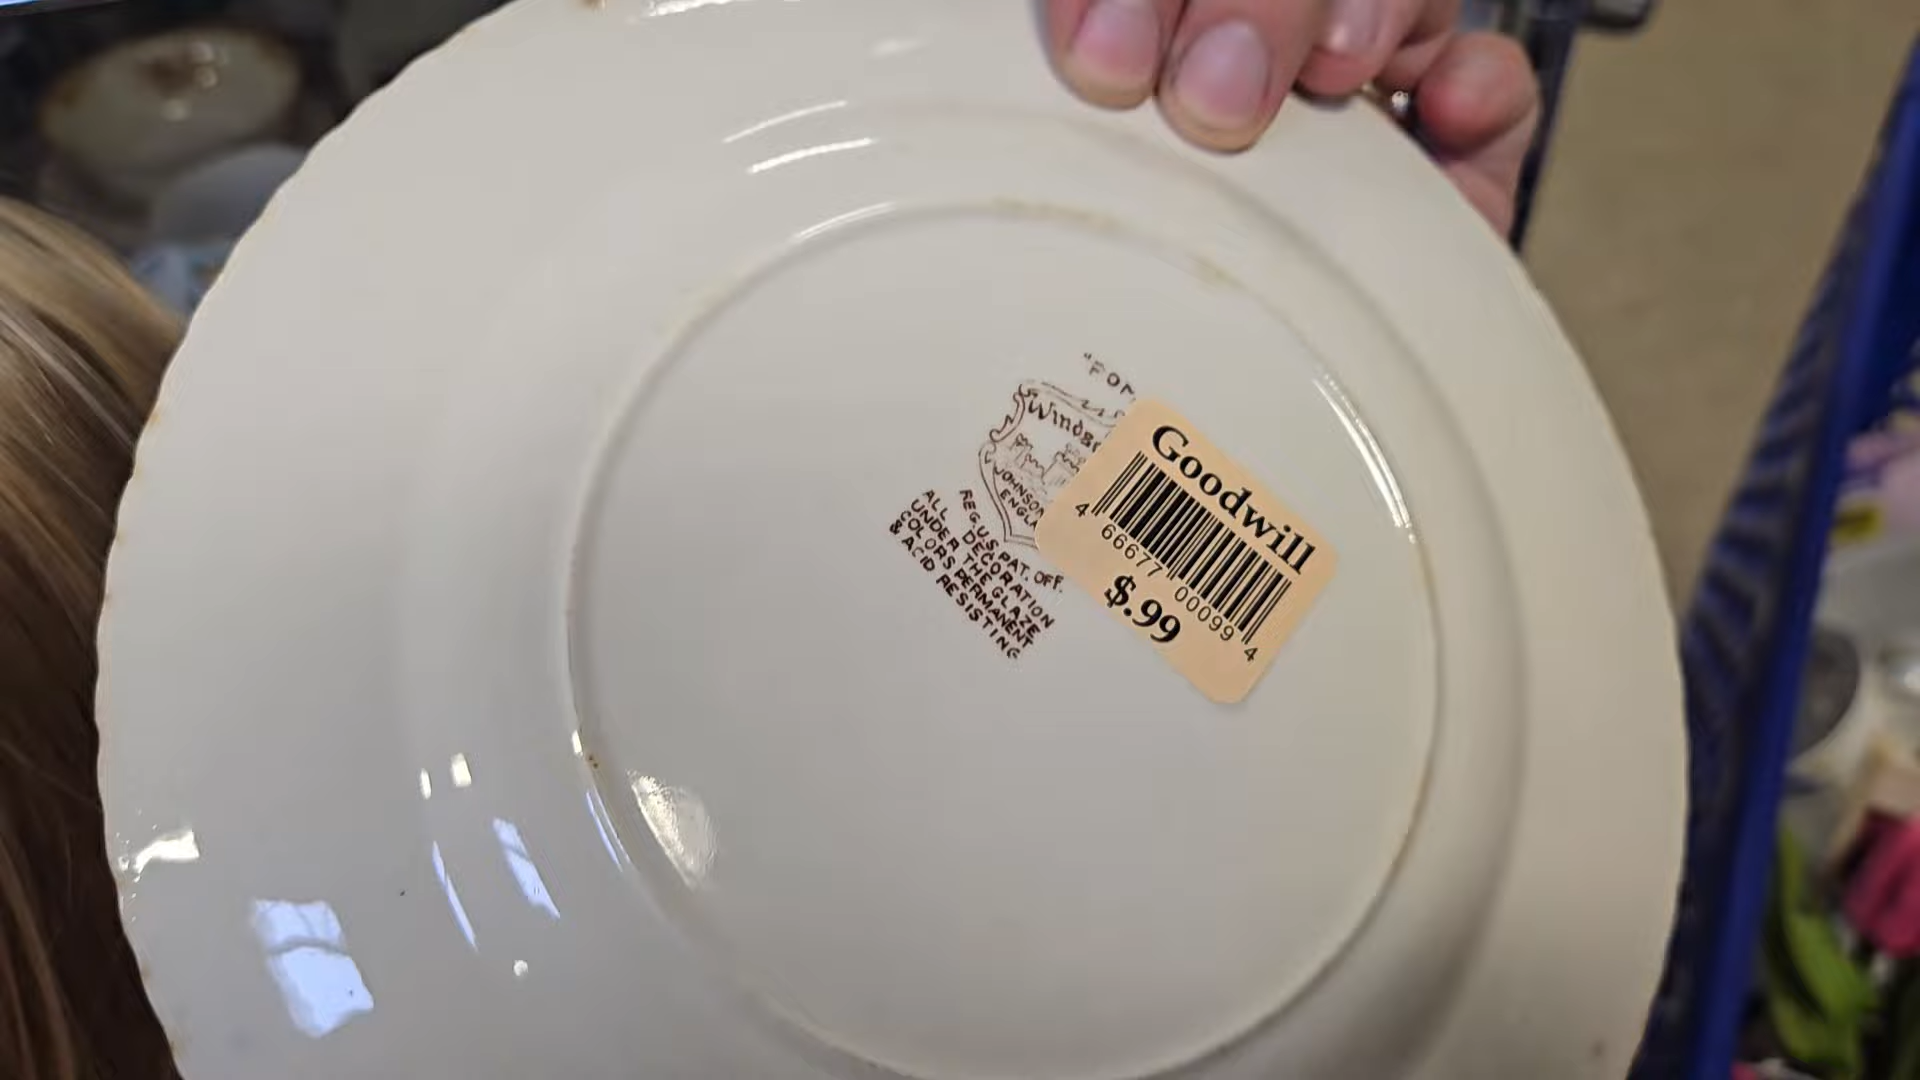 "FOR
Windso
JOHNSON
ENGLA
REG. U.S. PAT. OFF.
ALL DECORATION
UNDER THE GLAZE
COLORS PERMANENT
& ACID RESISTING
Goodwill
4 66677 00099 4
$.99